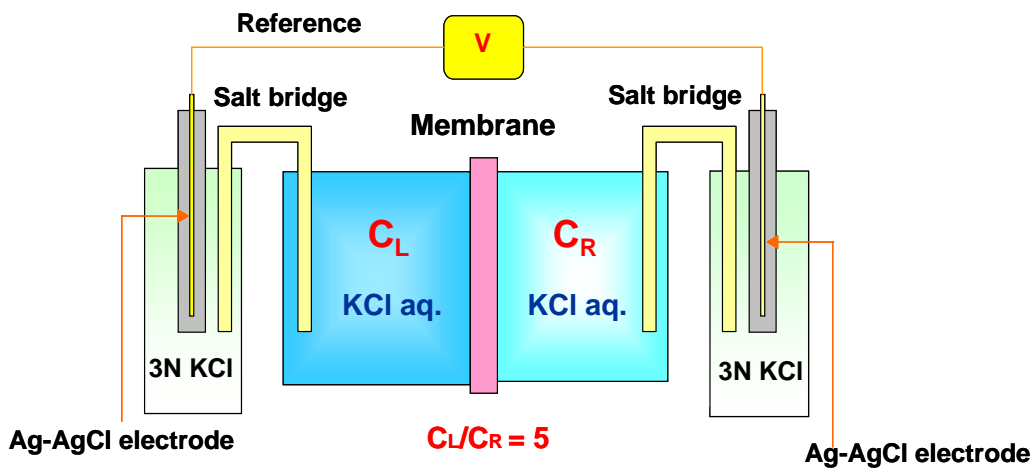 Reference
V
Salt bridge
Salt bridge
Membrane
CL
CR
KCl aq.
KCl aq.
3N KCl
3N KCl
Ag-AgCl electrode
CL/CR = 5
Ag-AgCl electrode